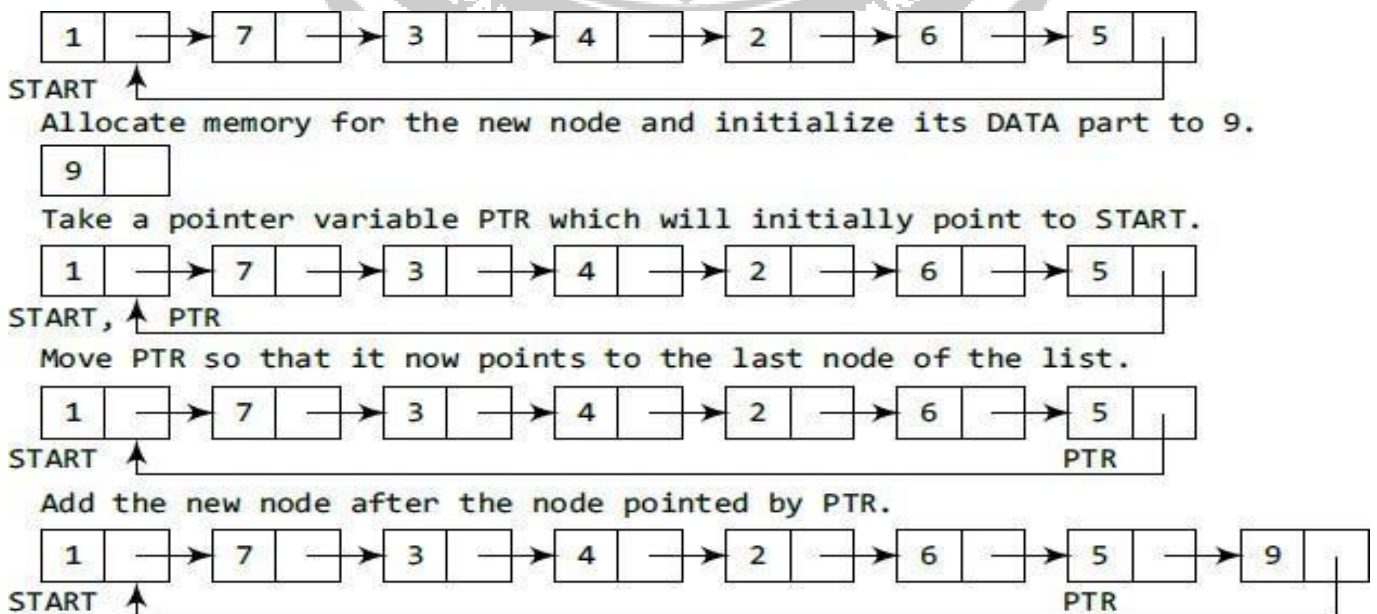 1 7 3 4 2 6 5
START
Allocate memory for the new node and initialize its DATA part to 9.
9
Take a pointer variable PTR which will initially point to START.
1 7 3 4 2 6 5
START, PTR
Move PTR so that it now points to the last node of the list.
1 7 3 4 2 6 5
START PTR
Add the new node after the node pointed by PTR.
1 7 3 4 2 6 5 9
START PTR